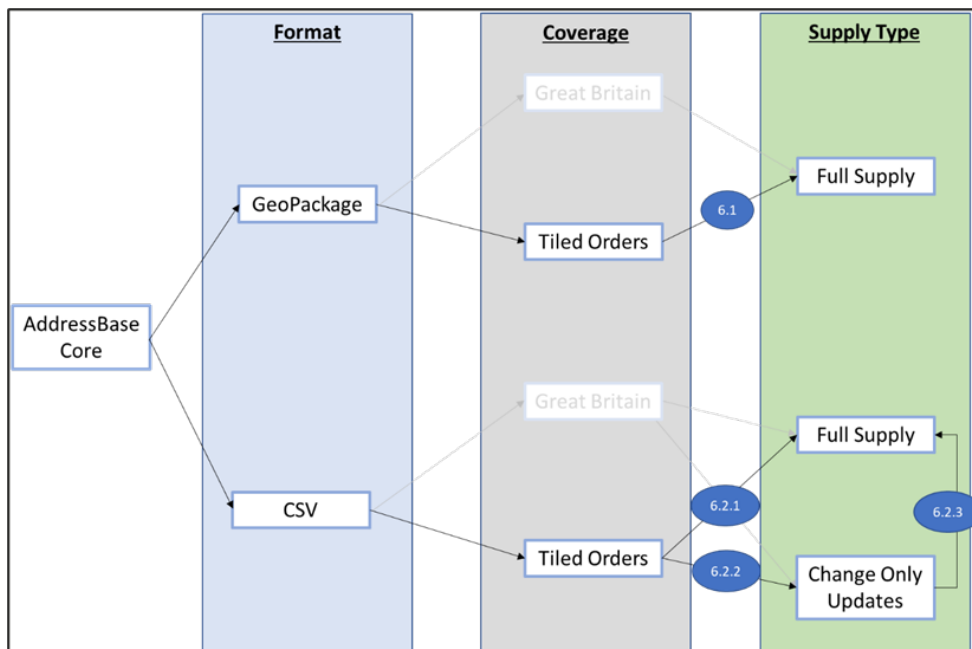 Format
Coverage
Supply Type
Great Britain
Full Supply
GeoPackage
6.1
Tiled Orders
AddressBase
Core
Great Britain
Full Supply
CSV
6.2.1
6.2.3
Tiled Orders
6.2.2
Change Only
Updates